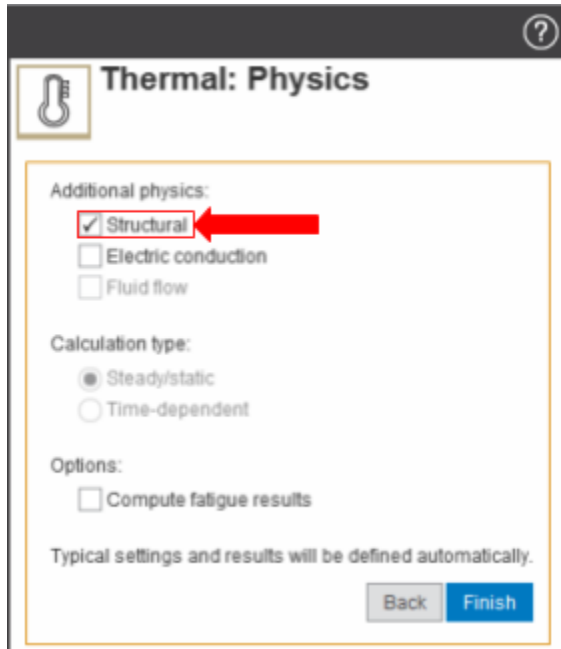 ?
Thermal: Physics
Additional physics:
Structural
Electric conduction
Fluid flow
Calculation type:
Steady/static
Time-dependent
Options:
Compute fatigue results
Typical settings and results will be defined automatically.
Back Finish